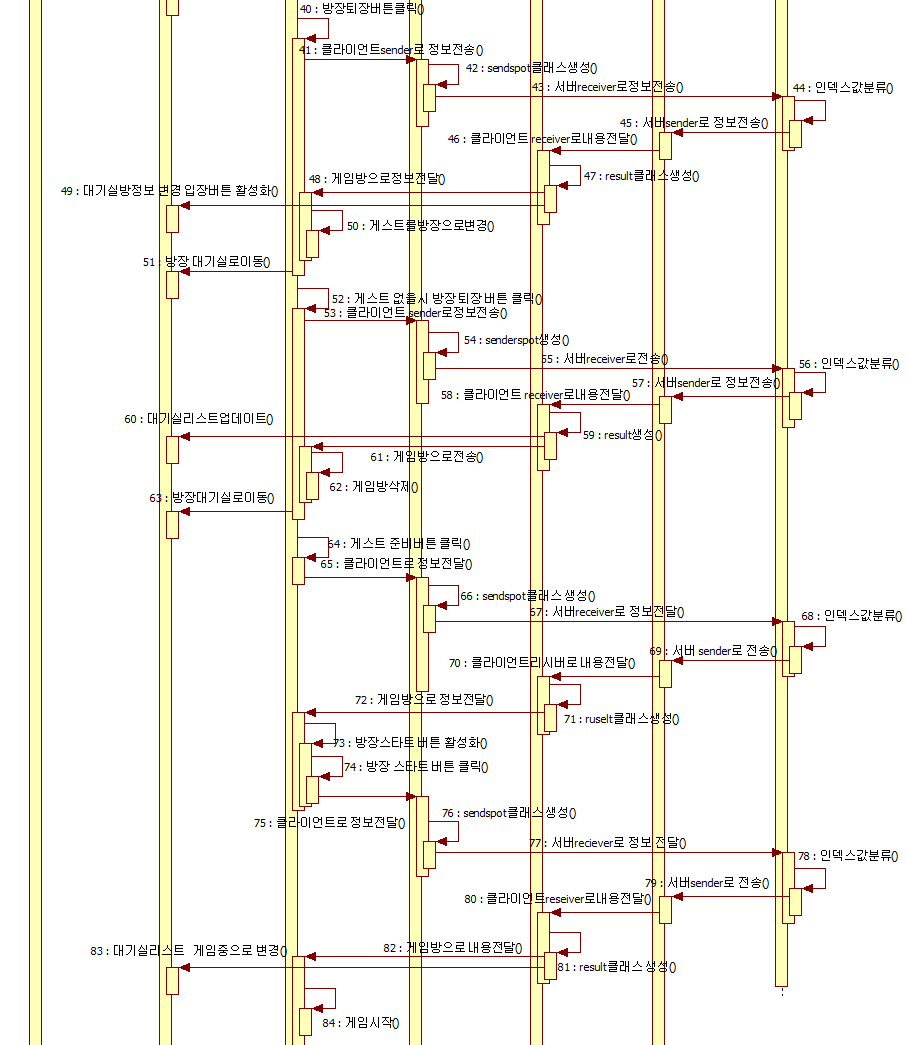 40 : 방장퇴장버튼클릭()
41 : 클라이언트sender로 정보전송()
42 : sendspot클래스생성()
43 : 서버receiver로정보전송()
44 : 인덱스값분류()
45 : 서버sender로 정보전송()
46 : 클라이언트 receiver로내용전달()
47 : result클래스생성()
48 : 게임방으로정보전달()
49 : 대기실방정보 변경 입장버튼 활성화()
50 : 게스트를방장으로변경()
51 : 방장 대기실로이동()
52 : 게스트 없을시 방장 퇴장 버튼 클릭()
53 : 클라이언트 sender로정보전송()
54 : senderspot생성()
55 : 서버receiver로전송()
56 : 인덱스값분류()
57 : 서버sender로 정보전송()
58 : 클라이언트 receiver로내용전달()
59 : result생성()
60 : 대기실리스트업데이트()
61 : 게임방으로전송()
62 : 게임방삭제()
63 : 방장대기실로이동()
64 : 게스트 준비버튼 클릭()
65 : 클라이언트로 정보전달()
66 : sendspot클래스 생성()
67 : 서버receiver로 정보전달()
68 : 인덱스값분류()
69 : 서버 sender로 전송()
70 : 클라이언트리시버로 내용전달()
71 : ruselt클래스생성()
72 : 게임방으로 정보전달()
73 : 방장스타트 버튼 활성화()
74 : 방장 스타트 버튼 클릭()
75 : 클라이언트로 정보전달()
76 : sendspot클래스 생성()
77 : 서버reciever로 정보 전달()
78 : 인덱스값분류()
79 : 서버sender로 전송()
80 : 클라이언트reseiver로내용전달()
81 : result클래스 생성()
82 : 게임방으로 내용전달()
83 : 대기실리스트 게임중으로 변경()
84 : 게임시작()